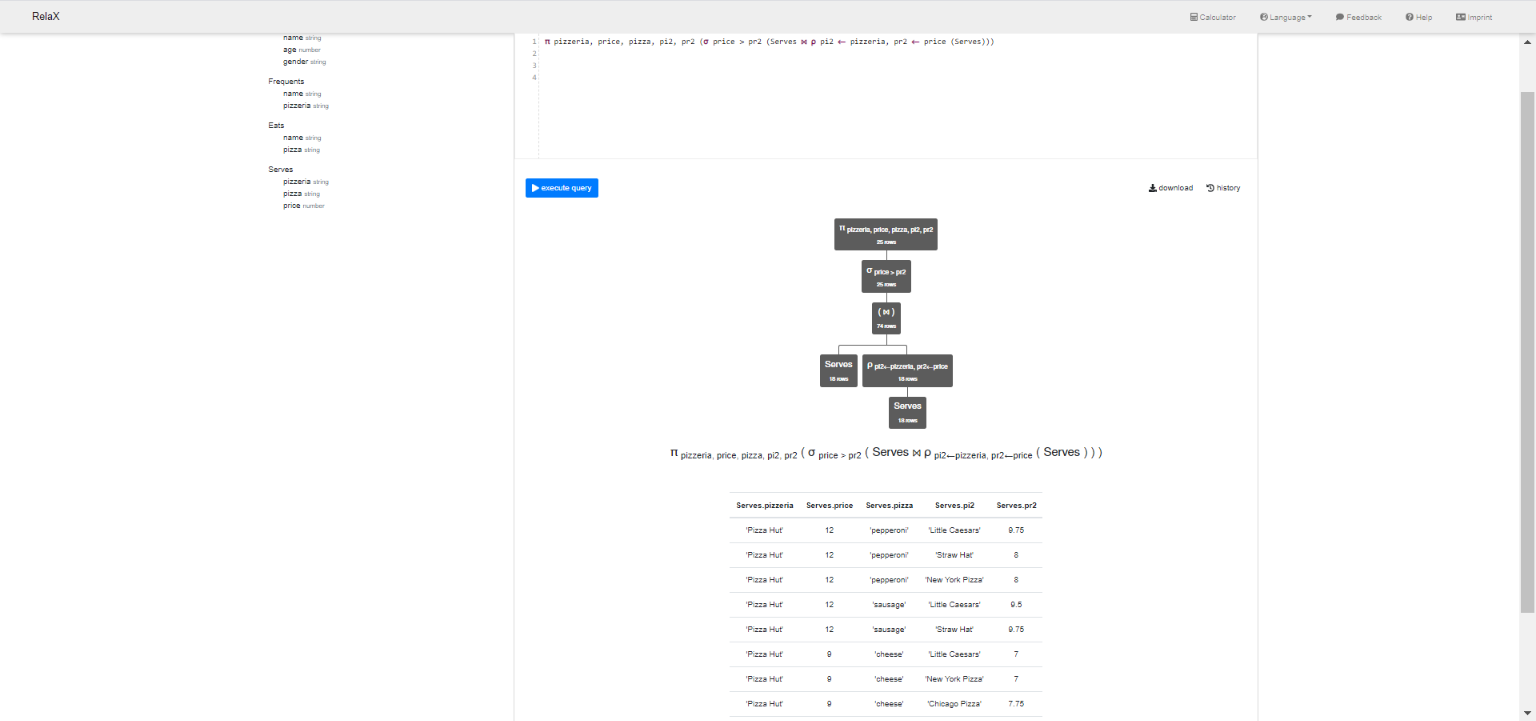 RelaX
Calculator
Language
Feedback
Help
Imprint
name string
age number
gender string
Frequents
name string
pizzeria string
Eats
name string
pizza string
Serves
pizzeria string
pizza string
price number
1 π pizzeria, price, pizza, pi2, pr2 (σ price > pr2 (Serves ⋈ ρ pi2 ← pizzeria, pr2 ← price (Serves)))
2
3
4
execute query
download
history
π pizzeria, price, pizza, pi2, pr2
25 rows
σ price > pr2
25 rows
( ⋈ )
74 rows
Serves
18 rows
ρ pi2←pizzeria, pr2←price
18 rows
Serves
18 rows
π pizzeria, price, pizza, pi2, pr2 ( σ price > pr2 ( Serves ⋈ ρ pi2←pizzeria, pr2←price ( Serves ) ) )
Serves.pizzeria Serves.price Serves.pizza Serves.pi2 Serves.pr2
'Pizza Hut' 12 'pepperoni' 'Little Caesars' 9.75
'Pizza Hut' 12 'pepperoni' 'Straw Hat' 8
'Pizza Hut' 12 'pepperoni' 'New York Pizza' 8
'Pizza Hut' 12 'sausage' 'Little Caesars' 9.5
'Pizza Hut' 12 'sausage' 'Straw Hat' 9.75
'Pizza Hut' 9 'cheese' 'Little Caesars' 7
'Pizza Hut' 9 'cheese' 'New York Pizza' 7
'Pizza Hut' 9 'cheese' 'Chicago Pizza' 7.75